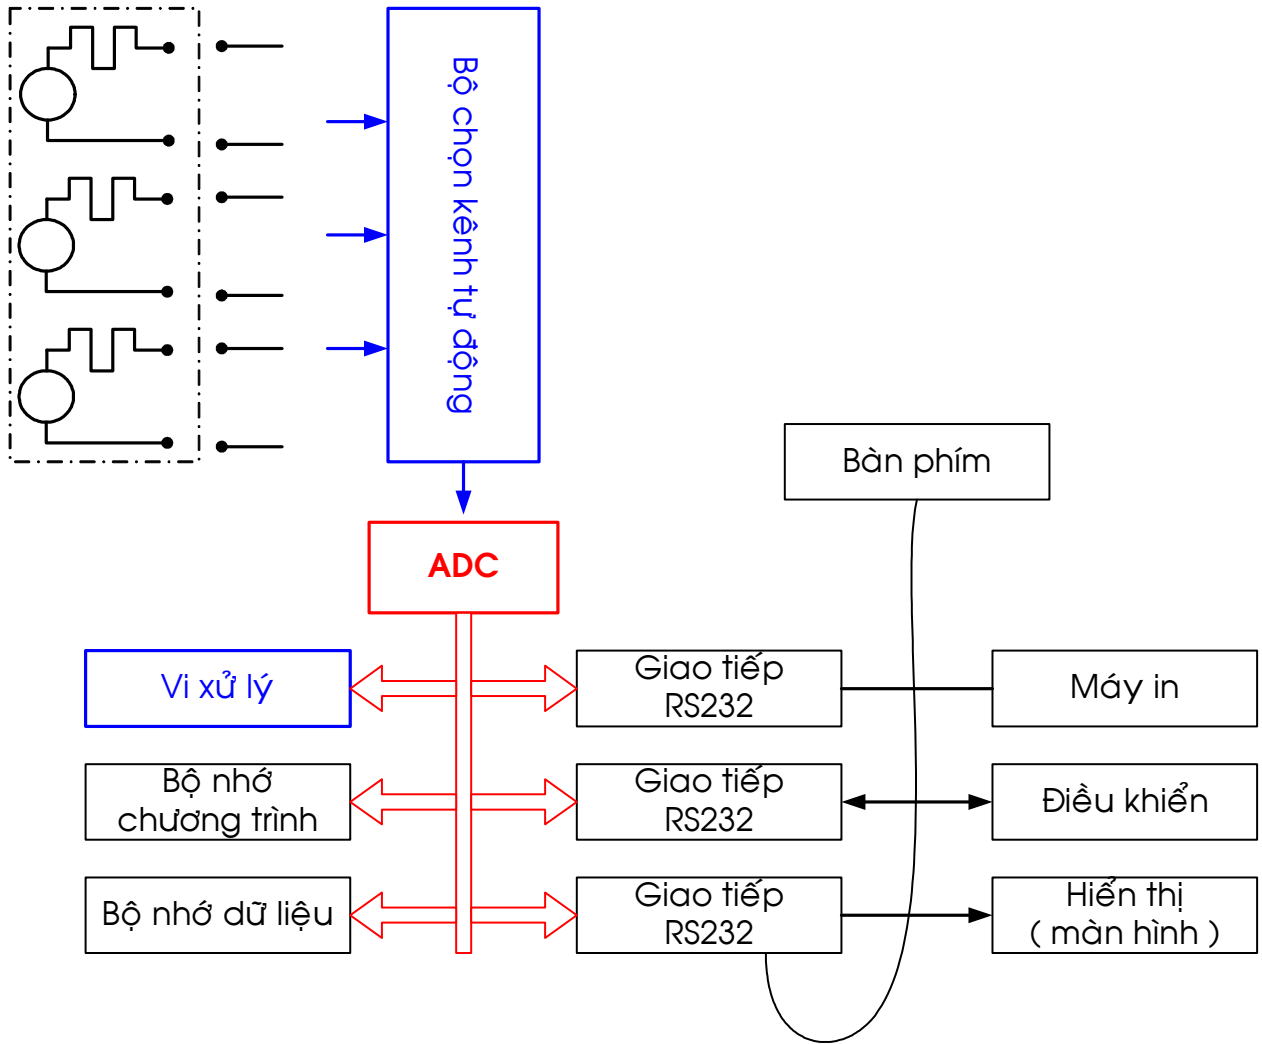 Bộ chọn kênh tự động
Bàn phím
ADC
Vi xử lý
Giao tiếp
RS232
Máy in
Bộ nhớ
chương trình
Giao tiếp
RS232
Điều khiển
Bộ nhớ dữ liệu
Giao tiếp
RS232
Hiển thị
( màn hình )